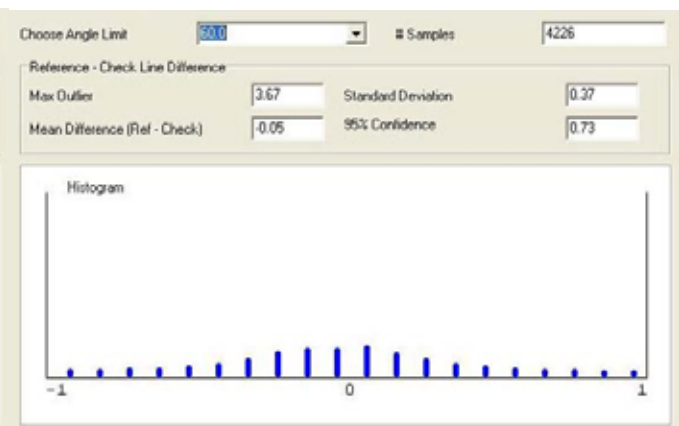 Choose Angle Limit 60.0 # Samples 4226
Reference - Check Line Difference
Max Outlier 3.67 Standard Deviation 0.37
Mean Difference (Ref - Check) -0.05 95% Confidence 0.73
Histogram
-1 0 1